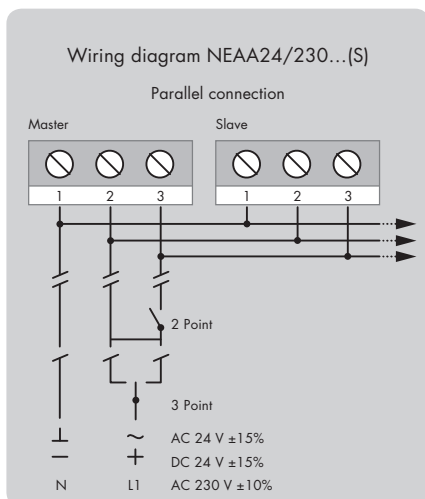 Wiring diagram NEAA24/230...(S)
Parallel connection
Master Slave
1 2 3 1 2 3
2 Point
3 Point
⊥ ~ AC 24 V ±15%
− + DC 24 V ±15%
N L1 AC 230 V ±10%